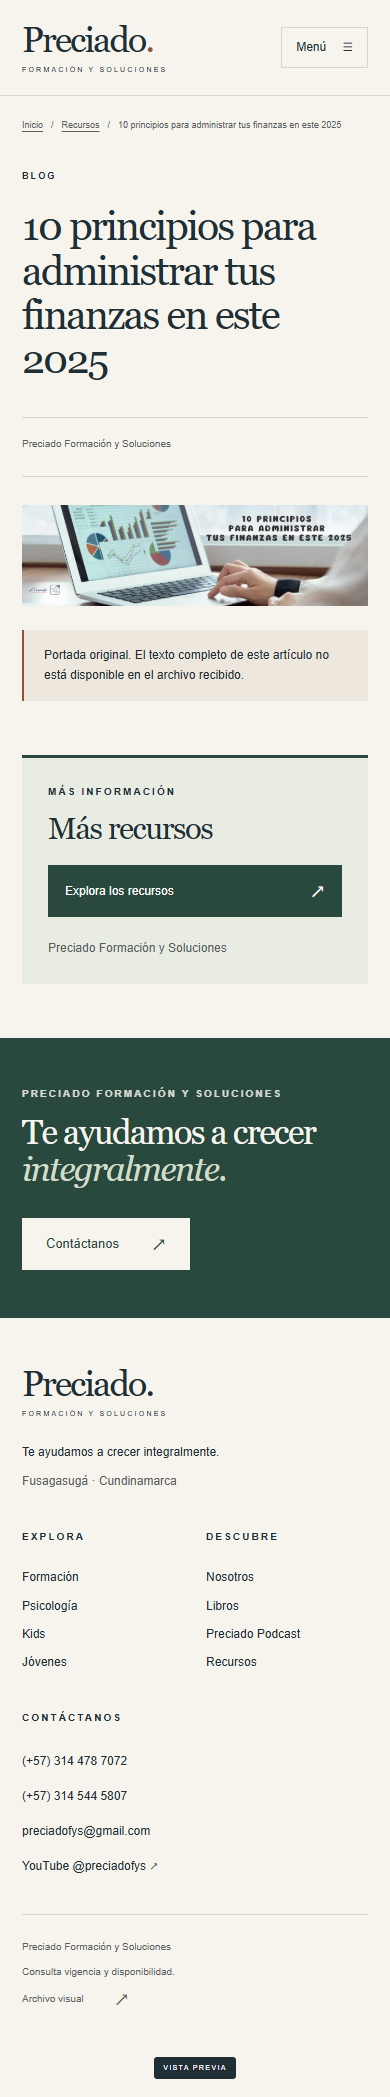 Preciado.
FORMACIÓN Y SOLUCIONES
Menú ☰
Inicio / Recursos / 10 principios para administrar tus finanzas en este 2025
BLOG
10 principios para
administrar tus
finanzas en este
2025
Preciado Formación y Soluciones
10 PRINCIPIOS
PARA ADMINISTRAR
TUS FINANZAS EN ESTE 2025
Portada original. El texto completo de este artículo no
está disponible en el archivo recibido.
MÁS INFORMACIÓN
Más recursos
Explora los recursos ↗
Preciado Formación y Soluciones
PRECIADO FORMACIÓN Y SOLUCIONES
Te ayudamos a crecer
integralmente.
Contáctanos ↗
Preciado.
FORMACIÓN Y SOLUCIONES
Te ayudamos a crecer integralmente.
Fusagasugá · Cundinamarca
EXPLORA
Formación
Psicología
Kids
Jóvenes
DESCUBRE
Nosotros
Libros
Preciado Podcast
Recursos
CONTÁCTANOS
(+57) 314 478 7072
(+57) 314 544 5807
preciadofys@gmail.com
YouTube @preciadofys ↗
Preciado Formación y Soluciones
Consulta vigencia y disponibilidad.
Archivo visual ↗
VISTA PREVIA